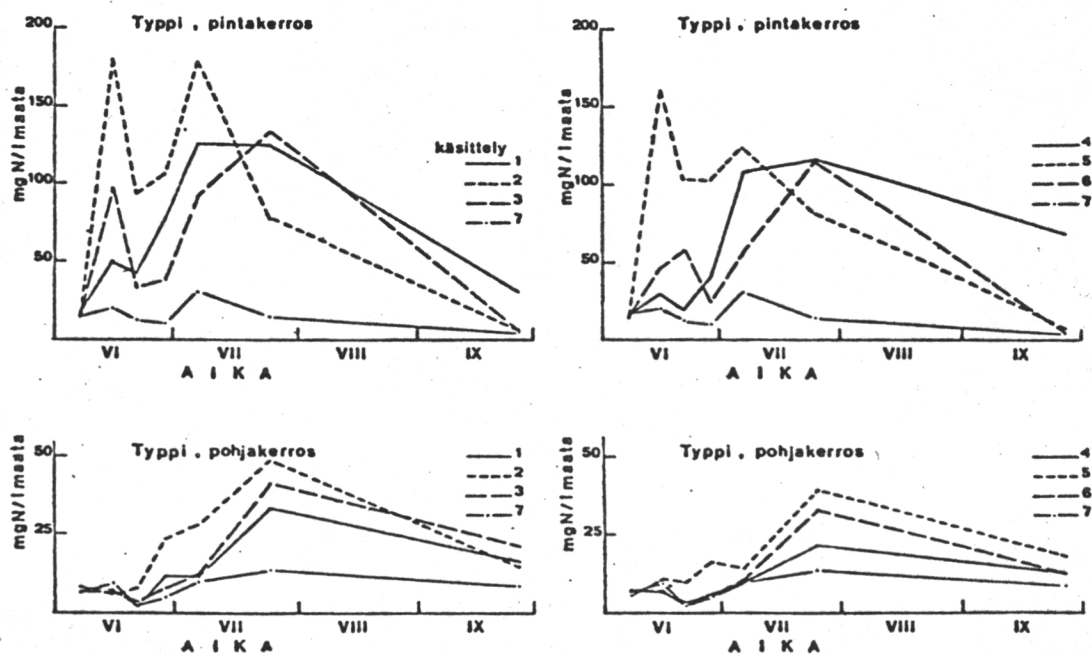 Typpi, pintakerros
200
150
100
50
mgN/l maata
käsittely
1
2
3
7
VI
VII
VIII
IX
A I K A
Typpi, pintakerros
200
150
100
50
mgN/l maata
4
5
6
7
VI
VII
VIII
IX
A I K A
Typpi, pohjakerros
50
25
mgN/l maata
1
2
3
7
VI
VII
VIII
IX
A I K A
Typpi, pohjakerros
50
25
mgN/l maata
4
5
6
7
VI
VII
VIII
IX
A I K A